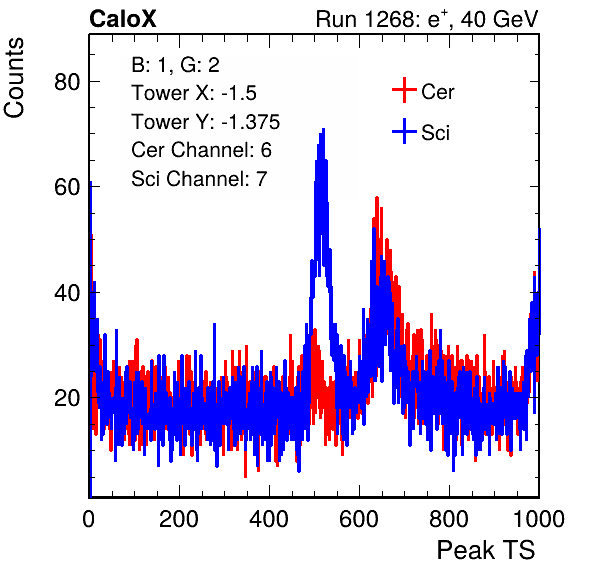 CaloX Run 1268: e⁺, 40 GeV
Counts
B: 1, G: 2
Tower X: -1.5
Tower Y: -1.375
Cer Channel: 6
Sci Channel: 7
Cer
Sci
80
60
40
20
0 200 400 600 800 1000
Peak TS